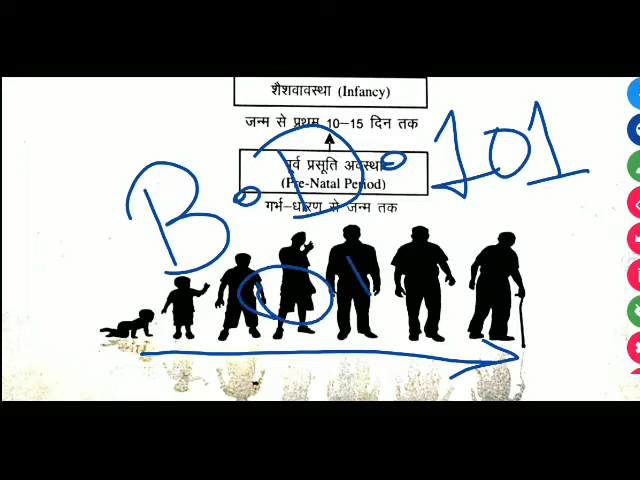 शैशवावस्था (Infancy)
जन्म से प्रथम 10–15 दिन तक
पूर्व प्रसूति अवस्था
(Pre-Natal Period)
गर्भ-धारण से जन्म तक
B.D.101